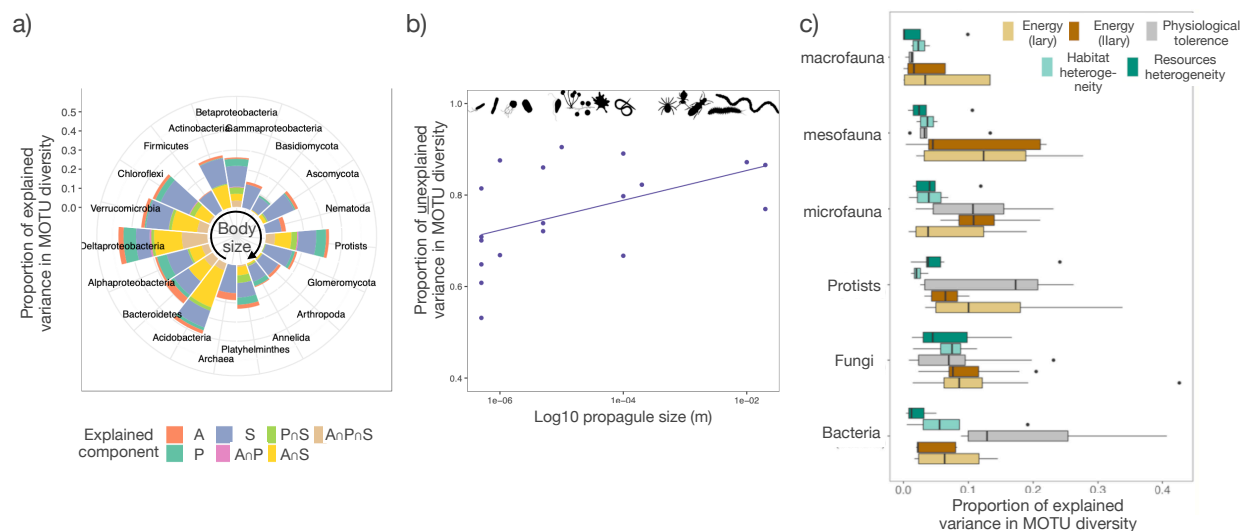 a)
Proportion of explained
variance in MOTU diversity
0.5
0.4
0.3
0.2
0.1
0.0
Betaproteobacteria
Actinobacteria
Gammaproteobacteria
Firmicutes
Basidiomycota
Chloroflexi
Ascomycota
Verrucomicrobia
Nematoda
Deltaproteobacteria
Protists
Alphaproteobacteria
Glomeromycota
Bacteroidetes
Arthropoda
Acidobacteria
Annelida
Archaea
Platyhelminthes
Body
size
Explained
component
A
S
P∩S
A∩P∩S
P
A∩P
A∩S
b)
Proportion of unexplained
variance in MOTU diversity
1.0
0.8
0.6
0.4
1e−06
1e−04
1e−02
Log10 propagule size (m)
c)
Energy
(Iary)
Energy
(IIary)
Physiological
tolerence
Habitat
heteroge-
neity
Resources
heterogeneity
macrofauna
mesofauna
microfauna
Protists
Fungi
Bacteria
0.0
0.1
0.2
0.3
0.4
Proportion of explained
variance in MOTU diversity